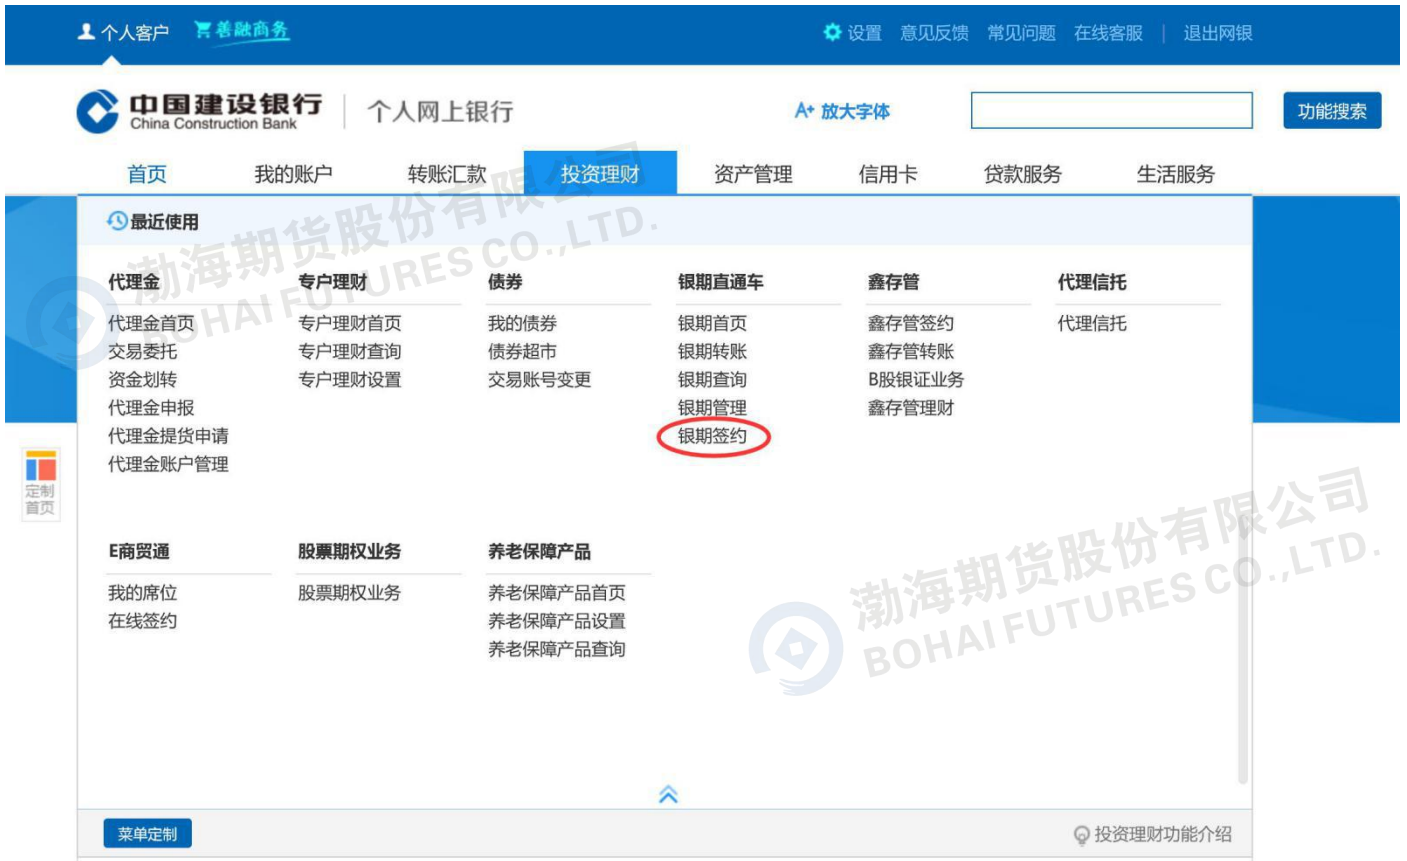 个人客户 善融商务 设置 意见反馈 常见问题 在线客服 | 退出网银
中国建设银行 个人网上银行 A+ 放大字体 功能搜索
China Construction Bank
首页 我的账户 转账汇款 投资理财 资产管理 信用卡 贷款服务 生活服务
最近使用
代理金 专户理财 债券 银期直通车 鑫存管 代理信托
代理金首页 专户理财首页 我的债券 银期首页 鑫存管签约 代理信托
交易委托 专户理财查询 债券超市 银期转账 鑫存管转账
资金划转 专户理财设置 交易账号变更 银期查询 B股银证业务
代理金申报 银期管理 鑫存管理财
代理金提货申请 银期签约
代理金账户管理
定制
首页
E商贸通 股票期权业务 养老保障产品
我的席位 股票期权业务 养老保障产品首页
在线签约 养老保障产品设置
养老保障产品查询
菜单定制 投资理财功能介绍
渤海期货股份有限公司
BOHAI FUTURES CO.,LTD.
渤海期货股份有限公司
BOHAI FUTURES CO.,LTD.